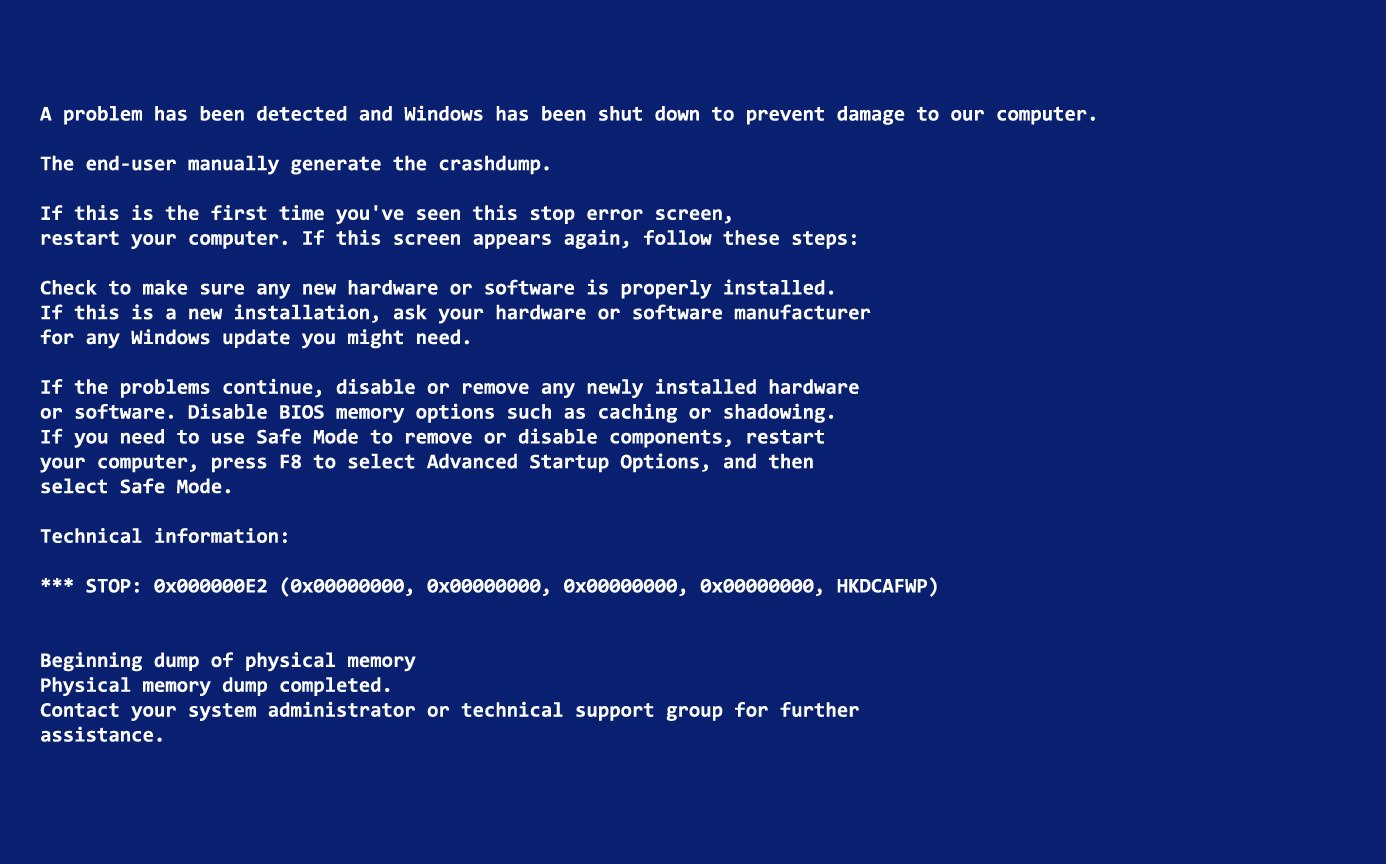 A problem has been detected and Windows has been shut down to prevent damage to our computer.
The end-user manually generate the crashdump.
If this is the first time you've seen this stop error screen,
restart your computer. If this screen appears again, follow these steps:
Check to make sure any new hardware or software is properly installed.
If this is a new installation, ask your hardware or software manufacturer
for any Windows update you might need.
If the problems continue, disable or remove any newly installed hardware
or software. Disable BIOS memory options such as caching or shadowing.
If you need to use Safe Mode to remove or disable components, restart
your computer, press F8 to select Advanced Startup Options, and then
select Safe Mode.
Technical information:
*** STOP: 0x000000E2 (0x00000000, 0x00000000, 0x00000000, 0x00000000, HKDCAFWP)
Beginning dump of physical memory
Physical memory dump completed.
Contact your system administrator or technical support group for further
assistance.